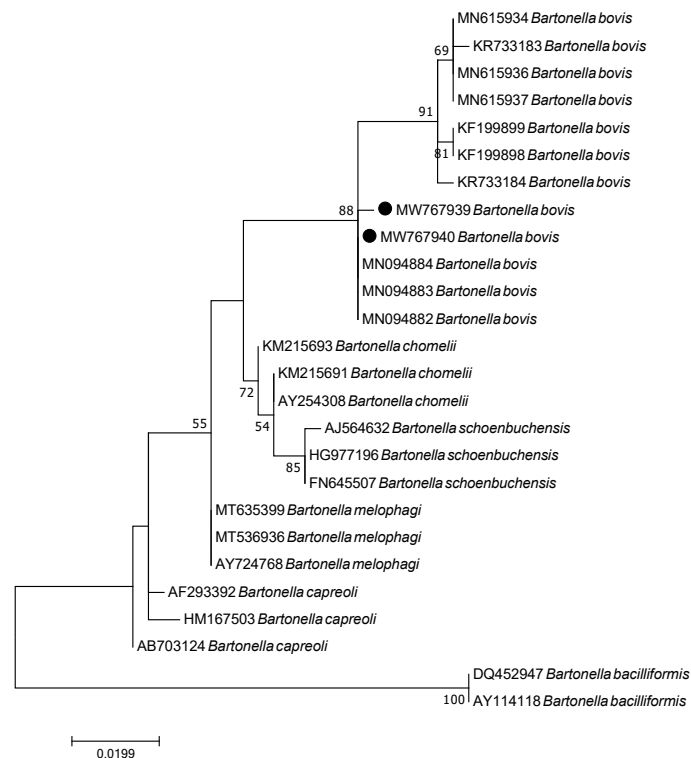 MN615934 Bartonella bovis
69
KR733183 Bartonella bovis
MN615936 Bartonella bovis
MN615937 Bartonella bovis
91
KF199899 Bartonella bovis
81
KF199898 Bartonella bovis
KR733184 Bartonella bovis
88
MW767939 Bartonella bovis
MW767940 Bartonella bovis
MN094884 Bartonella bovis
MN094883 Bartonella bovis
MN094882 Bartonella bovis
KM215693 Bartonella chomelii
KM215691 Bartonella chomelii
72
AY254308 Bartonella chomelii
55
54
AJ564632 Bartonella schoenbuchensis
HG977196 Bartonella schoenbuchensis
85
FN645507 Bartonella schoenbuchensis
MT635399 Bartonella melophagi
MT536936 Bartonella melophagi
AY724768 Bartonella melophagi
AF293392 Bartonella capreoli
HM167503 Bartonella capreoli
AB703124 Bartonella capreoli
DQ452947 Bartonella bacilliformis
100
AY114118 Bartonella bacilliformis
0.0199